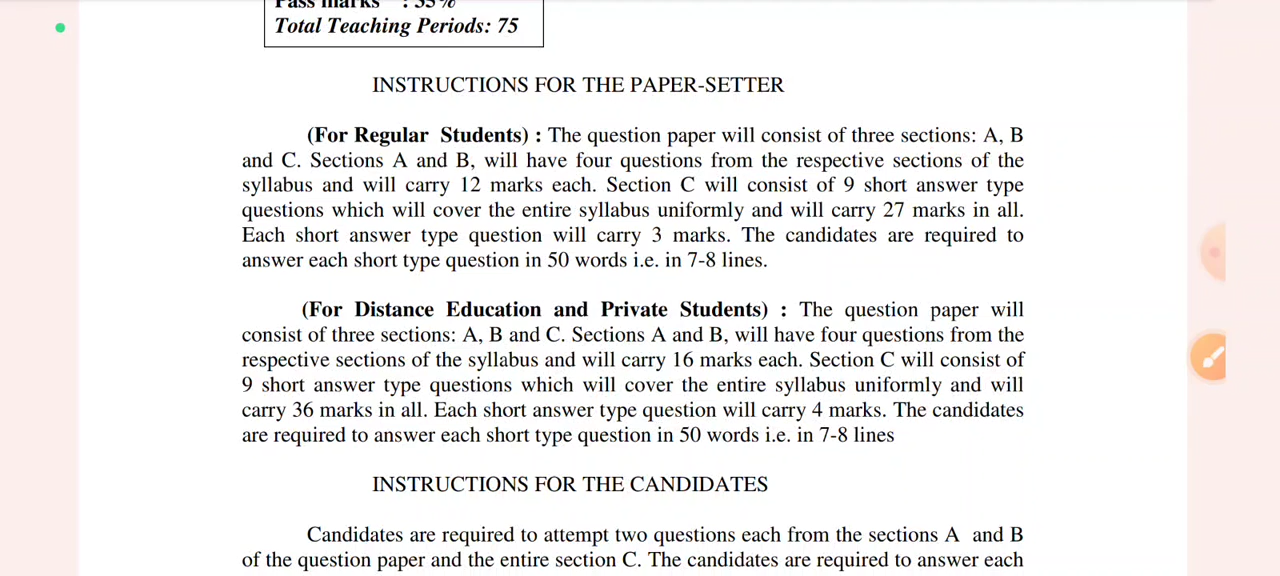 Pass marks : 35%
Total Teaching Periods: 75
INSTRUCTIONS FOR THE PAPER-SETTER
(For Regular Students) : The question paper will consist of three sections: A, B
and C. Sections A and B, will have four questions from the respective sections of the
syllabus and will carry 12 marks each. Section C will consist of 9 short answer type
questions which will cover the entire syllabus uniformly and will carry 27 marks in all.
Each short answer type question will carry 3 marks. The candidates are required to
answer each short type question in 50 words i.e. in 7-8 lines.
(For Distance Education and Private Students) : The question paper will
consist of three sections: A, B and C. Sections A and B, will have four questions from the
respective sections of the syllabus and will carry 16 marks each. Section C will consist of
9 short answer type questions which will cover the entire syllabus uniformly and will
carry 36 marks in all. Each short answer type question will carry 4 marks. The candidates
are required to answer each short type question in 50 words i.e. in 7-8 lines
INSTRUCTIONS FOR THE CANDIDATES
Candidates are required to attempt two questions each from the sections A and B
of the question paper and the entire section C. The candidates are required to answer each